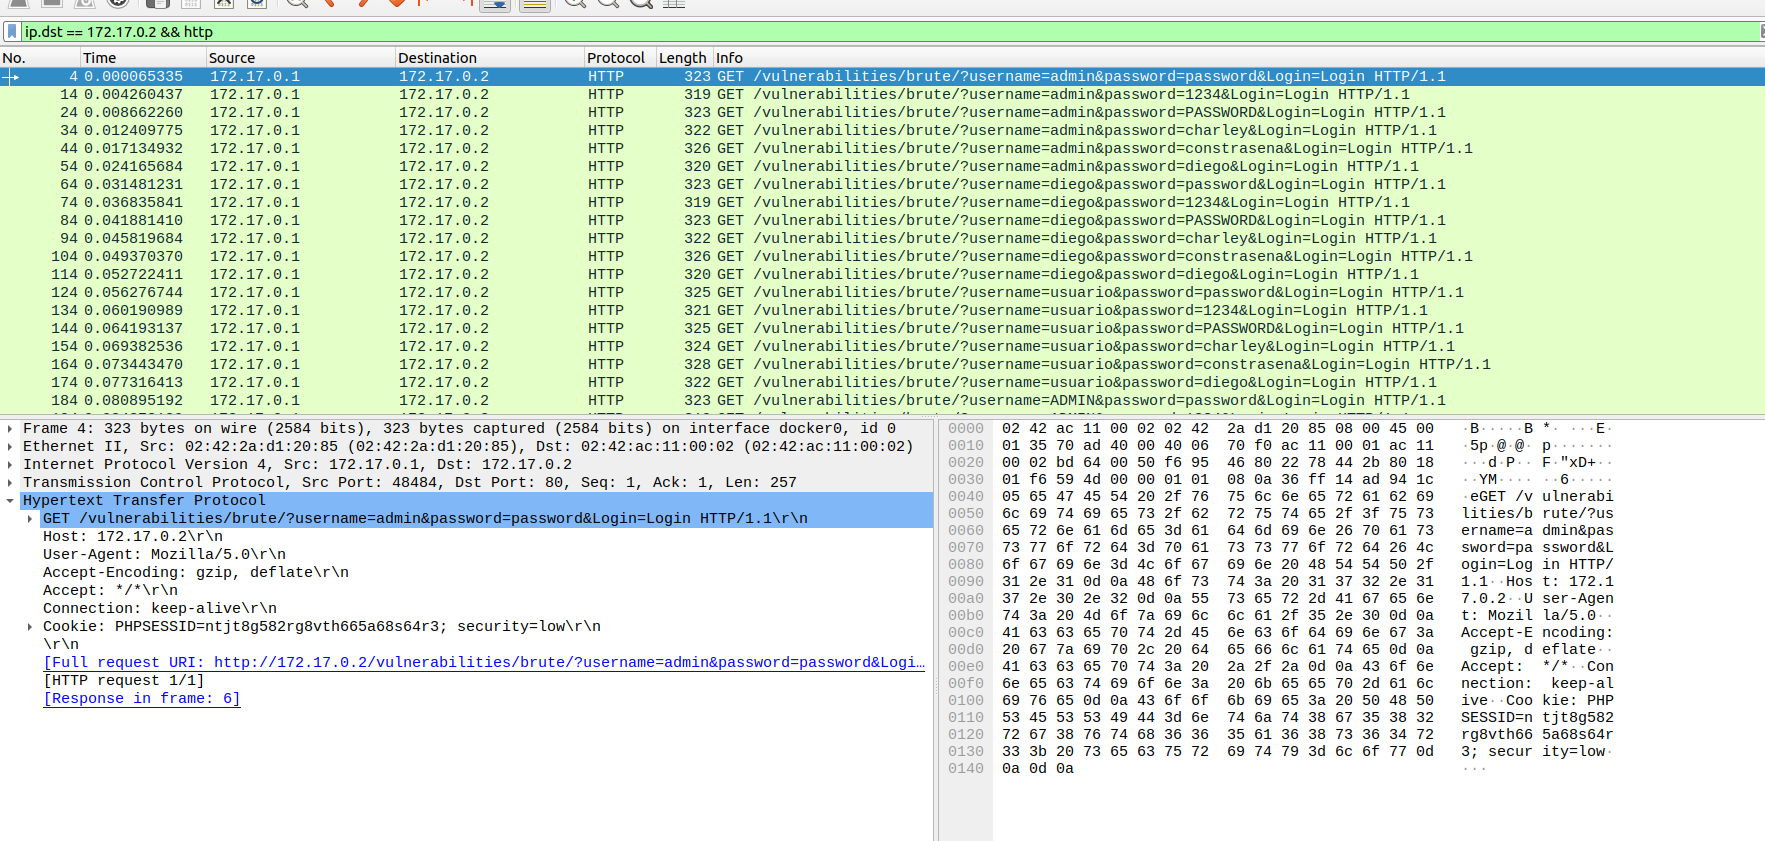 ip.dst == 172.17.0.2 && http
No. Time Source Destination Protocol Length Info
4 0.000065335 172.17.0.1 172.17.0.2 HTTP 323 GET /vulnerabilities/brute/?username=admin&password=password&Login=Login HTTP/1.1
14 0.004260437 172.17.0.1 172.17.0.2 HTTP 319 GET /vulnerabilities/brute/?username=admin&password=1234&Login=Login HTTP/1.1
24 0.008662260 172.17.0.1 172.17.0.2 HTTP 323 GET /vulnerabilities/brute/?username=admin&password=PASSWORD&Login=Login HTTP/1.1
34 0.012409775 172.17.0.1 172.17.0.2 HTTP 322 GET /vulnerabilities/brute/?username=admin&password=charley&Login=Login HTTP/1.1
44 0.017134932 172.17.0.1 172.17.0.2 HTTP 326 GET /vulnerabilities/brute/?username=admin&password=constrasena&Login=Login HTTP/1.1
54 0.024165684 172.17.0.1 172.17.0.2 HTTP 320 GET /vulnerabilities/brute/?username=admin&password=diego&Login=Login HTTP/1.1
64 0.031481231 172.17.0.1 172.17.0.2 HTTP 323 GET /vulnerabilities/brute/?username=diego&password=password&Login=Login HTTP/1.1
74 0.036835841 172.17.0.1 172.17.0.2 HTTP 319 GET /vulnerabilities/brute/?username=diego&password=1234&Login=Login HTTP/1.1
84 0.041881410 172.17.0.1 172.17.0.2 HTTP 323 GET /vulnerabilities/brute/?username=diego&password=PASSWORD&Login=Login HTTP/1.1
94 0.045819684 172.17.0.1 172.17.0.2 HTTP 322 GET /vulnerabilities/brute/?username=diego&password=charley&Login=Login HTTP/1.1
104 0.049370370 172.17.0.1 172.17.0.2 HTTP 326 GET /vulnerabilities/brute/?username=diego&password=constrasena&Login=Login HTTP/1.1
114 0.052722411 172.17.0.1 172.17.0.2 HTTP 320 GET /vulnerabilities/brute/?username=diego&password=diego&Login=Login HTTP/1.1
124 0.056276744 172.17.0.1 172.17.0.2 HTTP 325 GET /vulnerabilities/brute/?username=usuario&password=password&Login=Login HTTP/1.1
134 0.060190989 172.17.0.1 172.17.0.2 HTTP 321 GET /vulnerabilities/brute/?username=usuario&password=1234&Login=Login HTTP/1.1
144 0.064193137 172.17.0.1 172.17.0.2 HTTP 325 GET /vulnerabilities/brute/?username=usuario&password=PASSWORD&Login=Login HTTP/1.1
154 0.069382536 172.17.0.1 172.17.0.2 HTTP 324 GET /vulnerabilities/brute/?username=usuario&password=charley&Login=Login HTTP/1.1
164 0.073443470 172.17.0.1 172.17.0.2 HTTP 328 GET /vulnerabilities/brute/?username=usuario&password=constrasena&Login=Login HTTP/1.1
174 0.077316413 172.17.0.1 172.17.0.2 HTTP 322 GET /vulnerabilities/brute/?username=usuario&password=diego&Login=Login HTTP/1.1
184 0.080895192 172.17.0.1 172.17.0.2 HTTP 323 GET /vulnerabilities/brute/?username=ADMIN&password=password&Login=Login HTTP/1.1
Frame 4: 323 bytes on wire (2584 bits), 323 bytes captured (2584 bits) on interface docker0, id 0
Ethernet II, Src: 02:42:2a:d1:20:85 (02:42:2a:d1:20:85), Dst: 02:42:ac:11:00:02 (02:42:ac:11:00:02)
Internet Protocol Version 4, Src: 172.17.0.1, Dst: 172.17.0.2
Transmission Control Protocol, Src Port: 48484, Dst Port: 80, Seq: 1, Ack: 1, Len: 257
Hypertext Transfer Protocol
GET /vulnerabilities/brute/?username=admin&password=password&Login=Login HTTP/1.1\r\n
Host: 172.17.0.2\r\n
User-Agent: Mozilla/5.0\r\n
Accept-Encoding: gzip, deflate\r\n
Accept: */*\r\n
Connection: keep-alive\r\n
Cookie: PHPSESSID=ntjt8g582rg8vth665a68s64r3; security=low\r\n
\r\n
[Full request URI: http://172.17.0.2/vulnerabilities/brute/?username=admin&password=password&Logi…
[HTTP request 1/1]
[Response in frame: 6]
0000 02 42 ac 11 00 02 02 42 2a d1 20 85 08 00 45 00 ·B·····B *· ···E·
0010 01 35 70 ad 40 00 40 06 70 f0 ac 11 00 01 ac 11 ·5p·@·@· p·······
0020 00 02 bd 64 00 50 f6 95 46 80 22 78 44 2b 80 18 ···d·P·· F·"xD+··
0030 01 f6 59 4d 00 00 01 01 08 0a 36 ff 14 ad 94 1c ··YM···· ··6·····
0040 05 65 47 45 54 20 2f 76 75 6c 6e 65 72 61 62 69 ·eGET /v ulnerabi
0050 6c 69 74 69 65 73 2f 62 72 75 74 65 2f 3f 75 73 lities/b rute/?us
0060 65 72 6e 61 6d 65 3d 61 64 6d 69 6e 26 70 61 73 ername=a dmin&pas
0070 73 77 6f 72 64 3d 70 61 73 73 77 6f 72 64 26 4c sword=pa ssword&L
0080 6f 67 69 6e 3d 4c 6f 67 69 6e 20 48 54 54 50 2f ogin=Log in HTTP/
0090 31 2e 31 0d 0a 48 6f 73 74 3a 20 31 37 32 2e 31 1.1··Hos t: 172.1
00a0 37 2e 30 2e 32 0d 0a 55 73 65 72 2d 41 67 65 6e 7.0.2··U ser-Agen
00b0 74 3a 20 4d 6f 7a 69 6c 6c 61 2f 35 2e 30 0d 0a t: Mozil la/5.0··
00c0 41 63 63 65 70 74 2d 45 6e 63 6f 64 69 6e 67 3a Accept-E ncoding:
00d0 20 67 7a 69 70 2c 20 64 65 66 6c 61 74 65 0d 0a gzip, d eflate··
00e0 41 63 63 65 70 74 3a 20 2a 2f 2a 0d 0a 43 6f 6e Accept: */*··Con
00f0 6e 65 63 74 69 6f 6e 3a 20 6b 65 65 70 2d 61 6c nection: keep-al
0100 69 76 65 0d 0a 43 6f 6f 6b 69 65 3a 20 50 48 50 ive··Coo kie: PHP
0110 53 45 53 53 49 44 3d 6e 74 6a 74 38 67 35 38 32 SESSID=n tjt8g582
0120 72 67 38 76 74 68 36 36 35 61 36 38 73 36 34 72 rg8vth66 5a68s64r
0130 33 3b 20 73 65 63 75 72 69 74 79 3d 6c 6f 77 0d 3; secur ity=low·
0140 0a 0d 0a ···